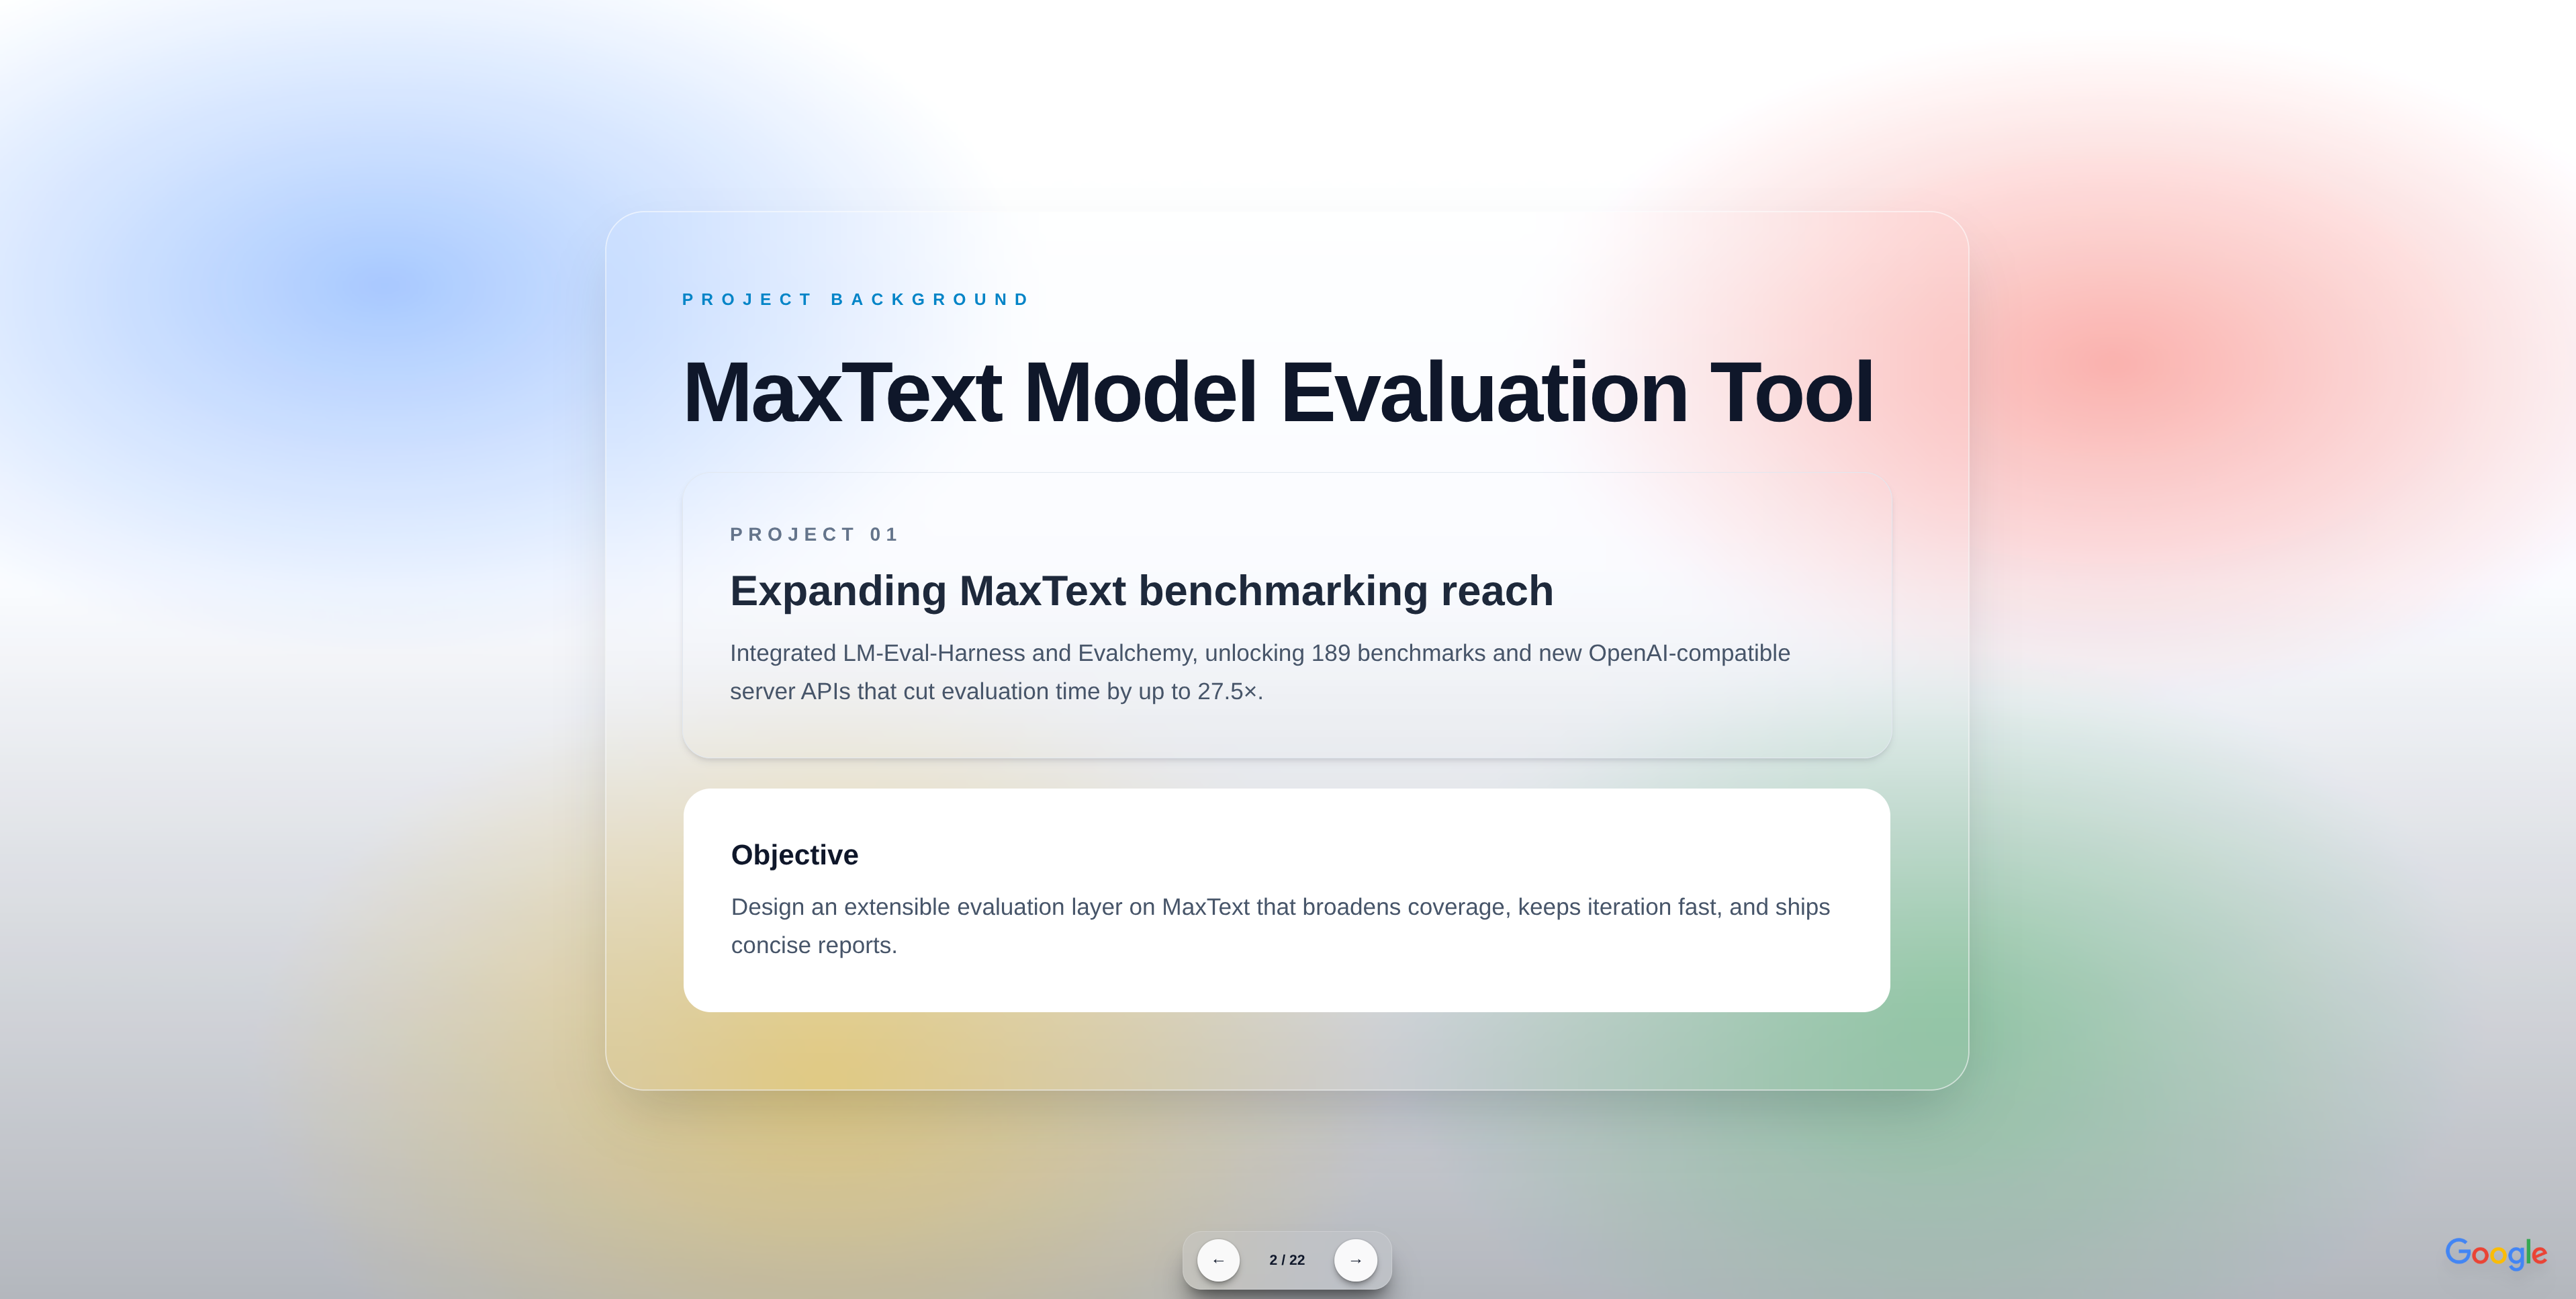 PROJECT BACKGROUND
MaxText Model Evaluation Tool
PROJECT 01
Expanding MaxText benchmarking reach
Integrated LM-Eval-Harness and Evalchemy, unlocking 189 benchmarks and new OpenAI-compatible
server APIs that cut evaluation time by up to 27.5×.
Objective
Design an extensible evaluation layer on MaxText that broadens coverage, keeps iteration fast, and ships
concise reports.
← 2 / 22 →
Google